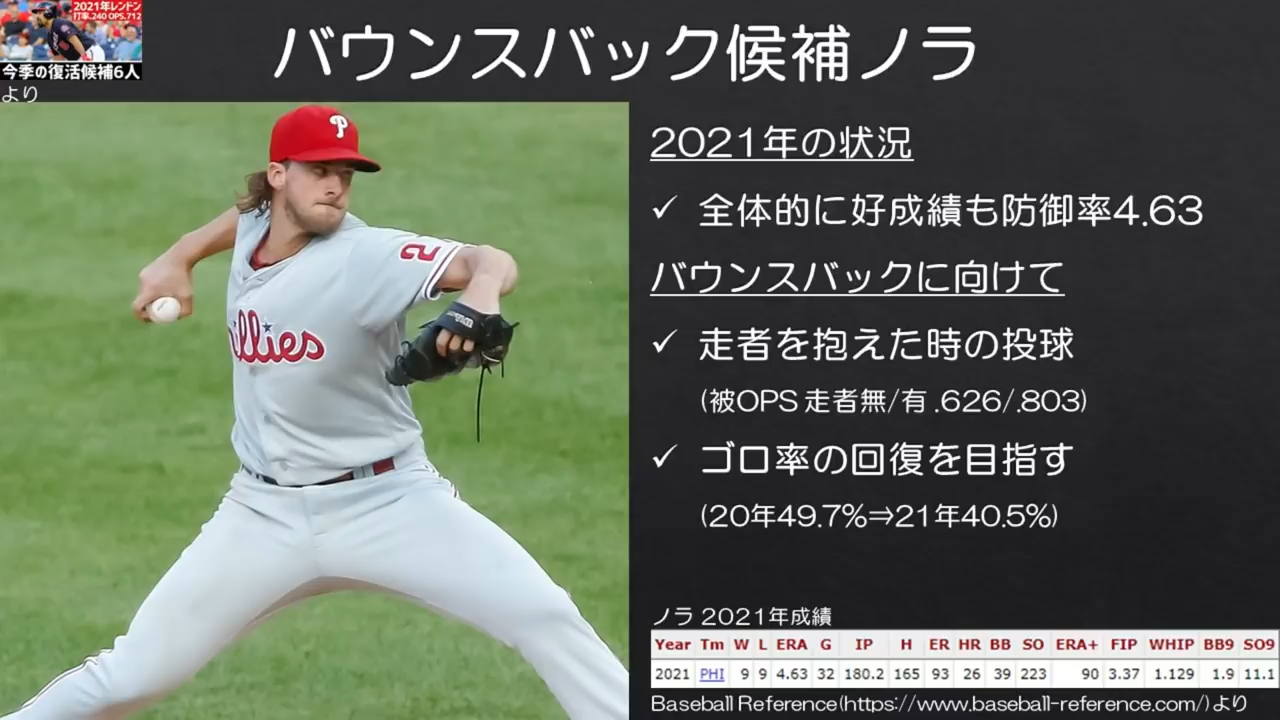 2021年レンドン
打率.240 OPS.712
今季の復活候補6人
より
バウンスバック候補ノラ
P
2
illies
2021年の状況
✓ 全体的に好成績も防御率4.63
バウンスバックに向けて
✓ 走者を抱えた時の投球
(被OPS 走者無/有 .626/.803)
✓ ゴロ率の回復を目指す
(20年49.7%⇒21年40.5%)
ノラ 2021年成績
Year Tm W L ERA G IP H ER HR BB SO ERA+ FIP WHIP BB9 SO9
2021 PHI 9 9 4.63 32 180.2 165 93 26 39 223 90 3.37 1.129 1.9 11.1
Baseball Reference(https://www.baseball-reference.com/)より